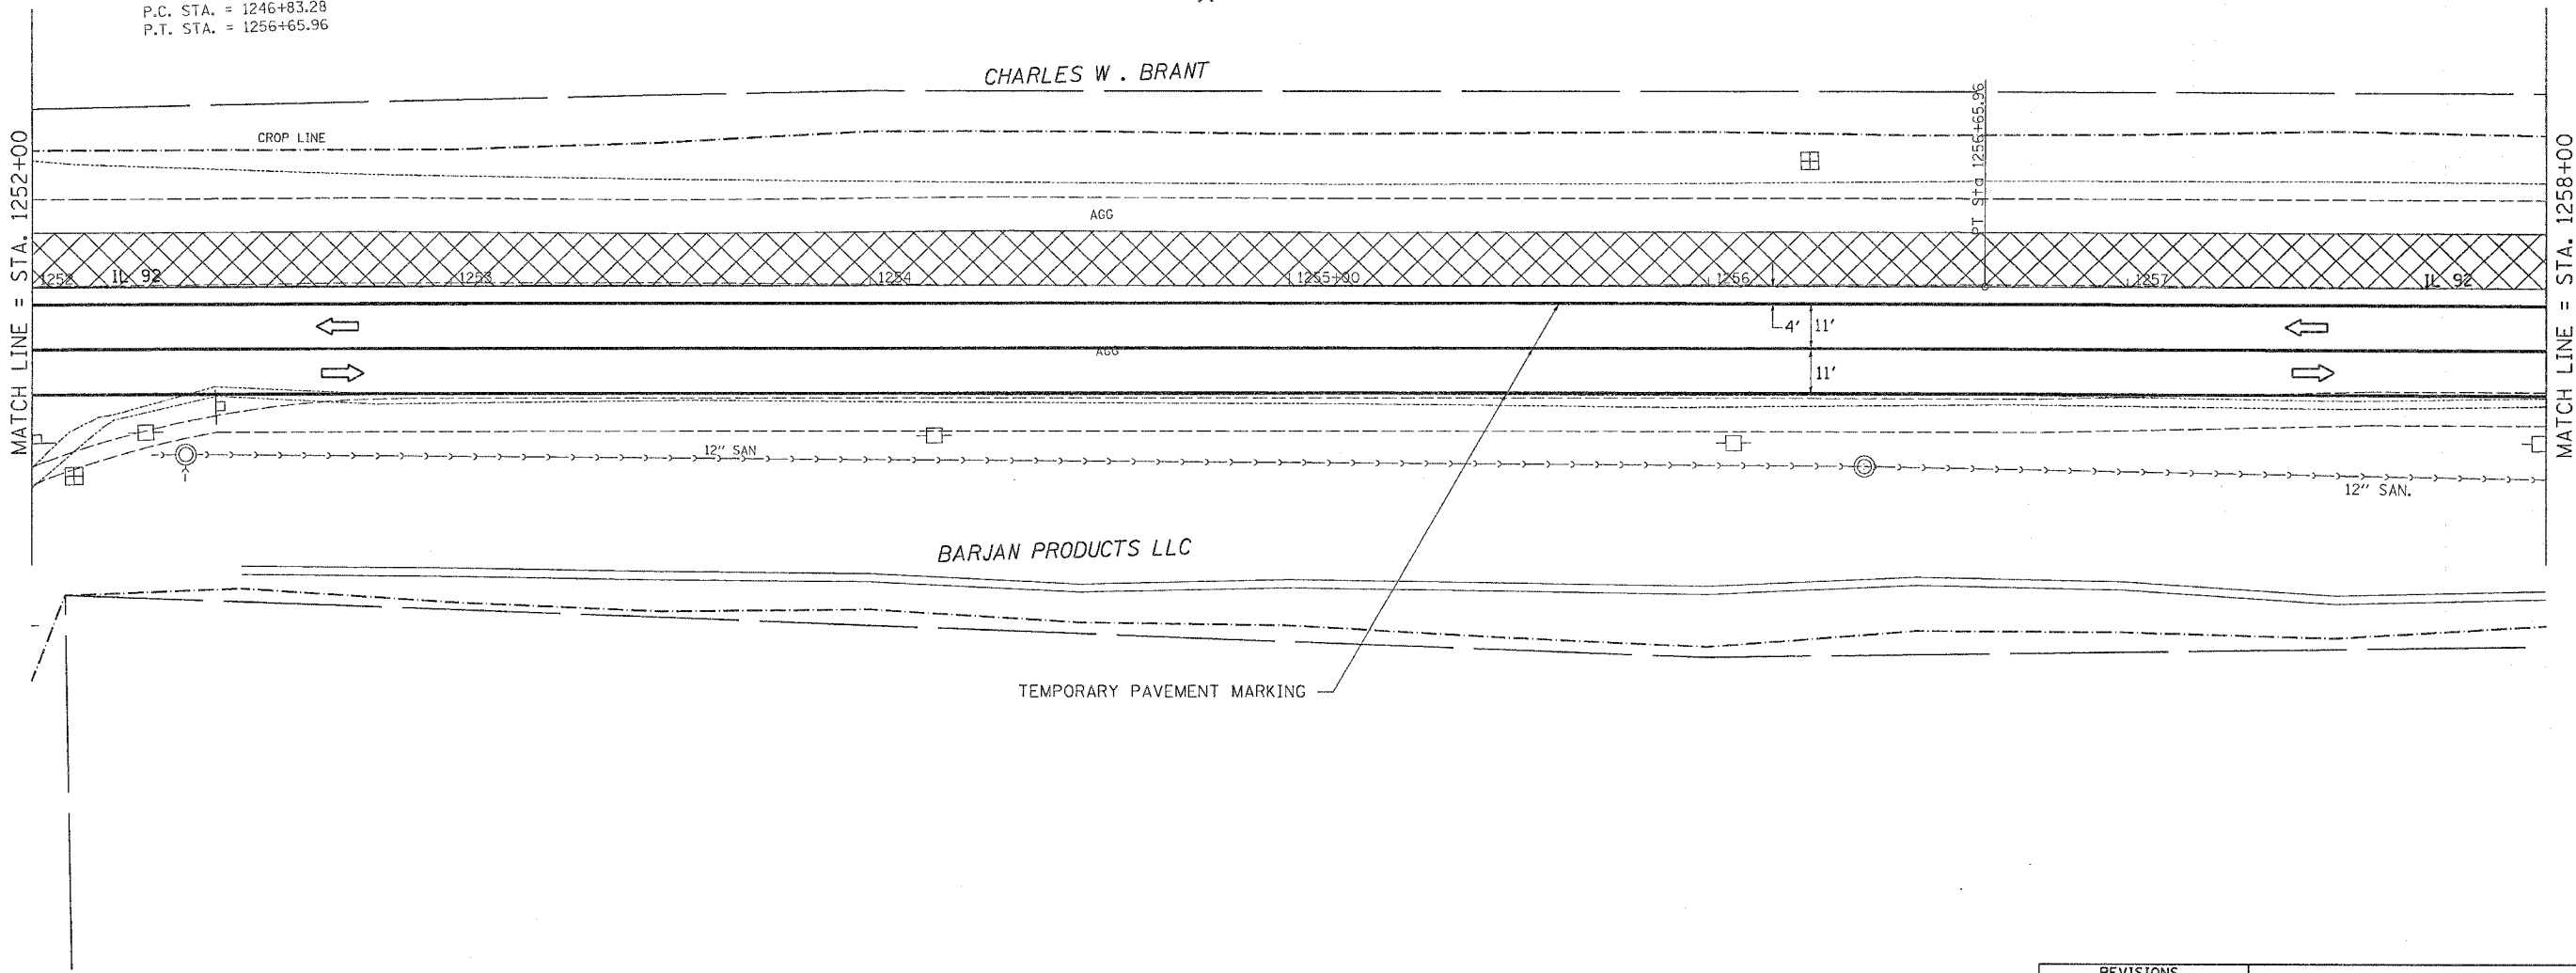 P.C. STA. = 1246+83.28
P.T. STA. = 1256+65.96
CHARLES W . BRANT
CROP LINE
MATCH LINE = STA. 1252+00
PT Sta 1256+65.96
MATCH LINE = STA. 1258+00
AGG
1252
IL 92
1253
1254
1255+00
1256
1257
IL 92
4'
11'
AGG
11'
12" SAN
12" SAN.
BARJAN PRODUCTS LLC
TEMPORARY PAVEMENT MARKING
REVISIONS